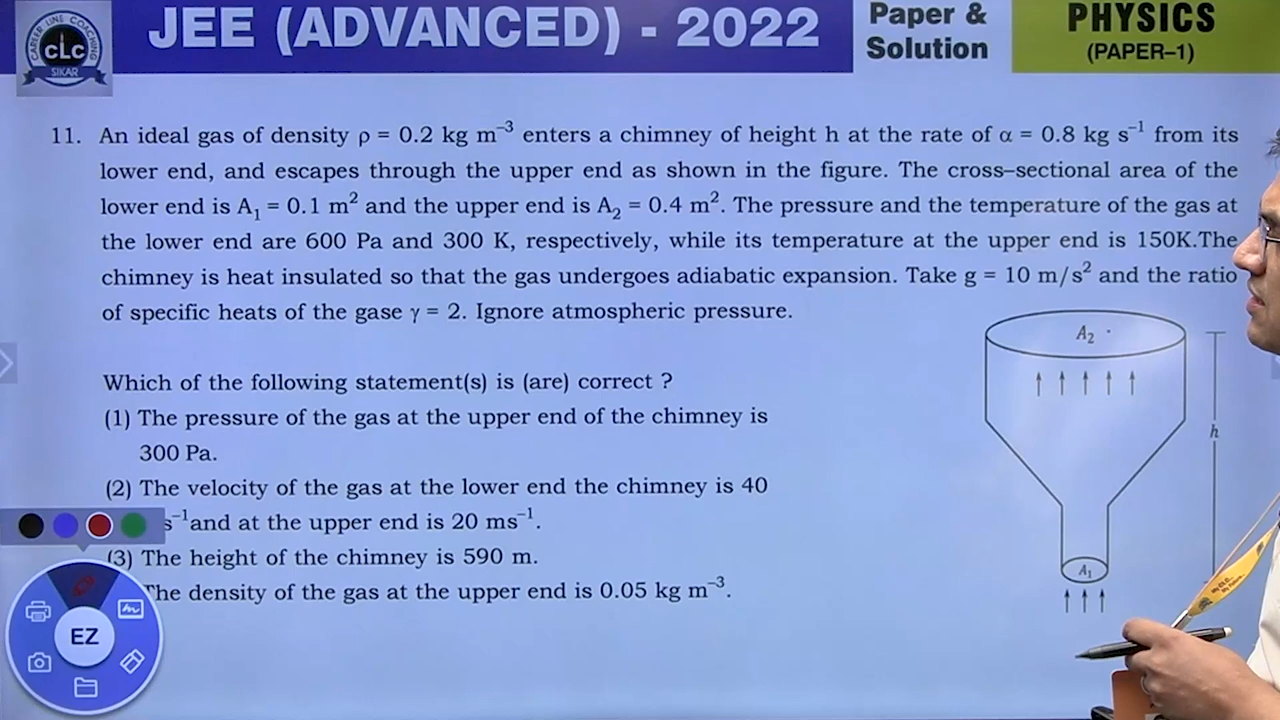 CAREER LINE COACHING
CLC
SIKAR
JEE (ADVANCED) - 2022
Paper &
Solution
PHYSICS
(PAPER–1)
11. An ideal gas of density ρ = 0.2 kg m⁻³ enters a chimney of height h at the rate of α = 0.8 kg s⁻¹ from its
lower end, and escapes through the upper end as shown in the figure. The cross–sectional area of the
lower end is A₁ = 0.1 m² and the upper end is A₂ = 0.4 m². The pressure and the temperature of the gas at
the lower end are 600 Pa and 300 K, respectively, while its temperature at the upper end is 150K.The
chimney is heat insulated so that the gas undergoes adiabatic expansion. Take g = 10 m/s² and the ratio
of specific heats of the gase γ = 2. Ignore atmospheric pressure.
Which of the following statement(s) is (are) correct ?
(1) The pressure of the gas at the upper end of the chimney is
300 Pa.
(2) The velocity of the gas at the lower end the chimney is 40
s⁻¹and at the upper end is 20 ms⁻¹.
(3) The height of the chimney is 590 m.
The density of the gas at the upper end is 0.05 kg m⁻³.
A₂
h
A₁
EZ